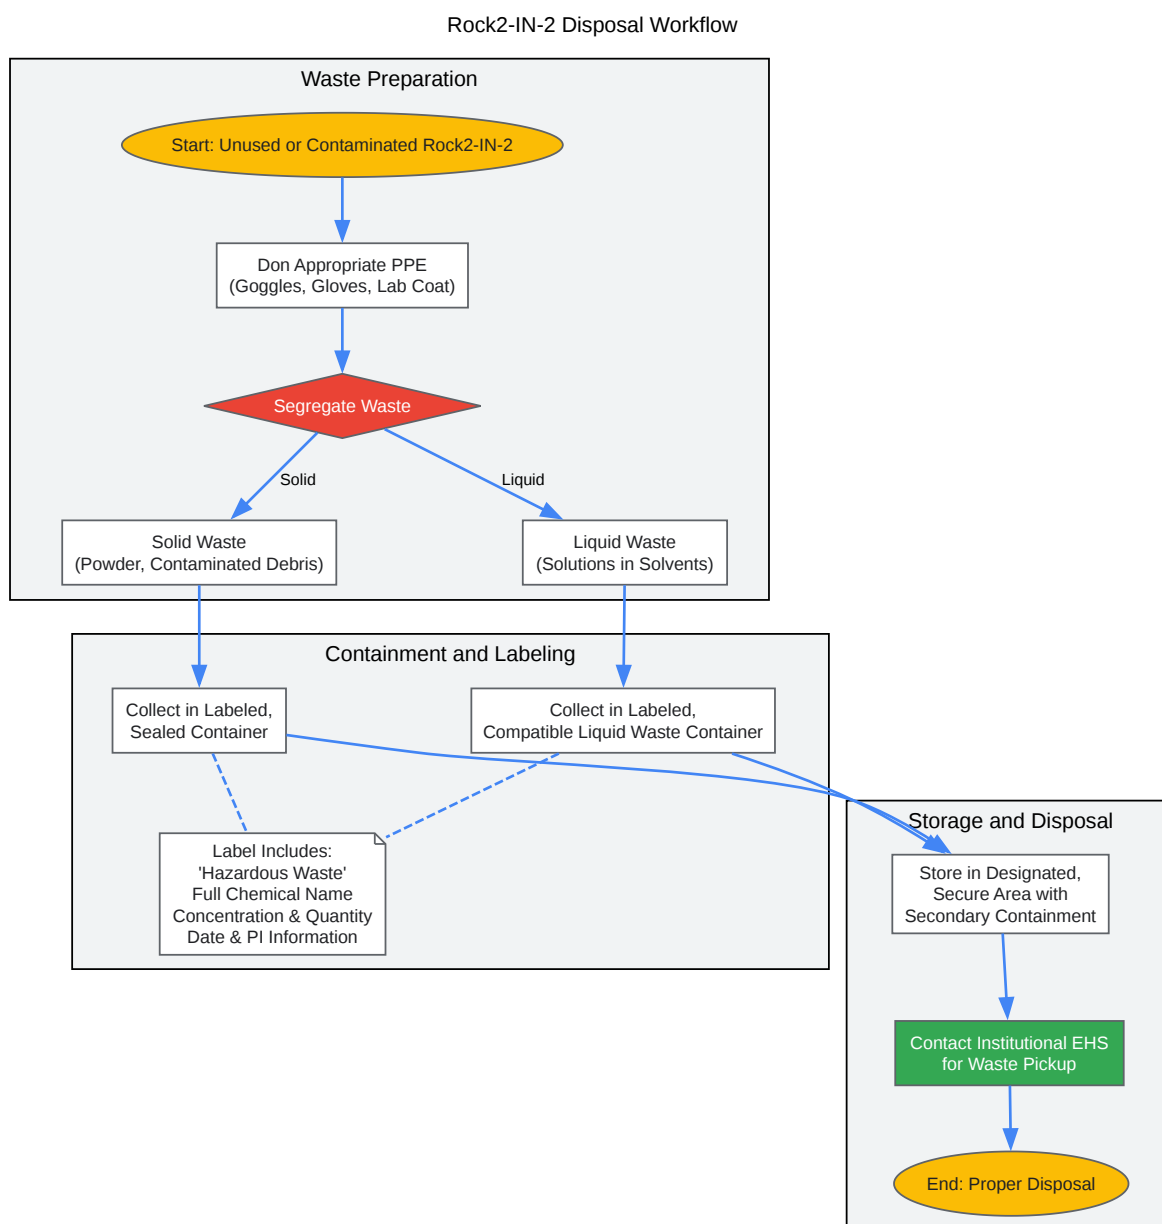 Rock2-IN-2 Disposal Workflow
Waste Preparation
Start: Unused or Contaminated Rock2-IN-2
Don Appropriate PPE
(Goggles, Gloves, Lab Coat)
Segregate Waste
Solid
Liquid
Solid Waste
(Powder, Contaminated Debris)
Liquid Waste
(Solutions in Solvents)
Containment and Labeling
Collect in Labeled,
Sealed Container
Collect in Labeled,
Compatible Liquid Waste Container
Label Includes:
'Hazardous Waste'
Full Chemical Name
Concentration & Quantity
Date & PI Information
Storage and Disposal
Store in Designated,
Secure Area with
Secondary Containment
Contact Institutional EHS
for Waste Pickup
End: Proper Disposal